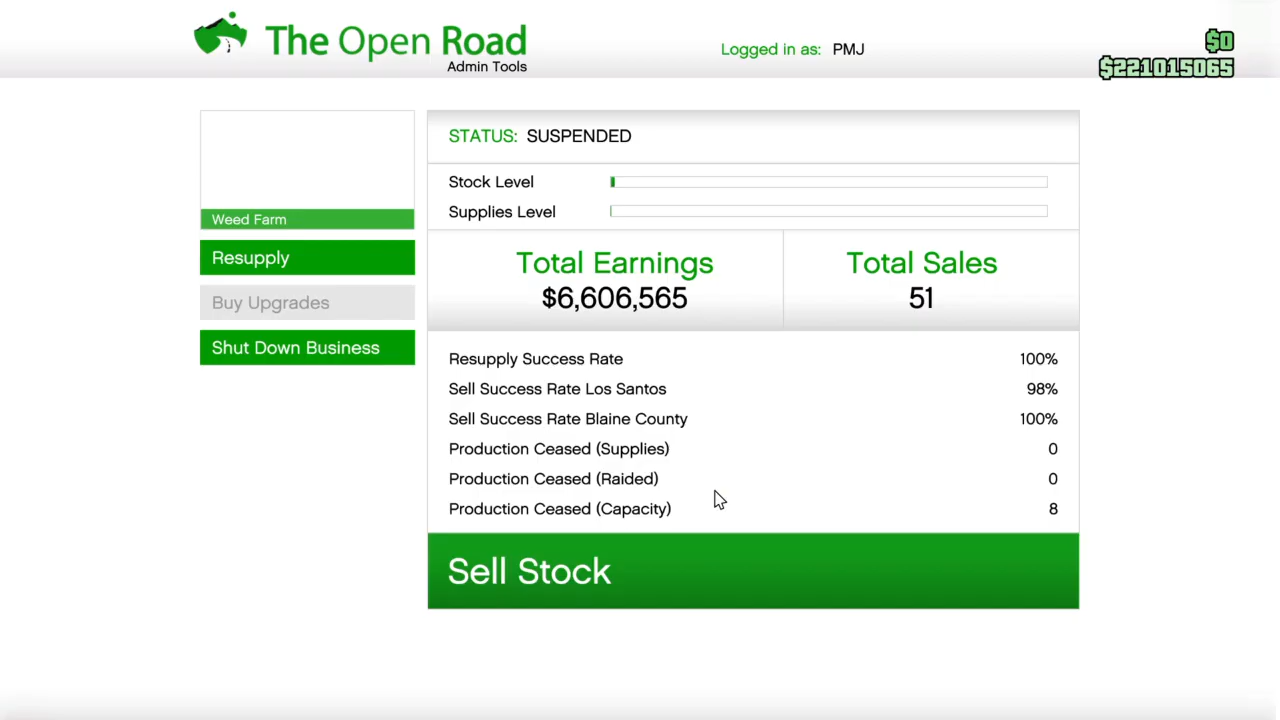 The Open Road
Admin Tools
Logged in as: PMJ
$0
$221015065
Weed Farm
Resupply
Buy Upgrades
Shut Down Business
STATUS: SUSPENDED
Stock Level
Supplies Level
Total Earnings
$6,606,565
Total Sales
51
Resupply Success Rate 100%
Sell Success Rate Los Santos 98%
Sell Success Rate Blaine County 100%
Production Ceased (Supplies) 0
Production Ceased (Raided) 0
Production Ceased (Capacity) 8
Sell Stock